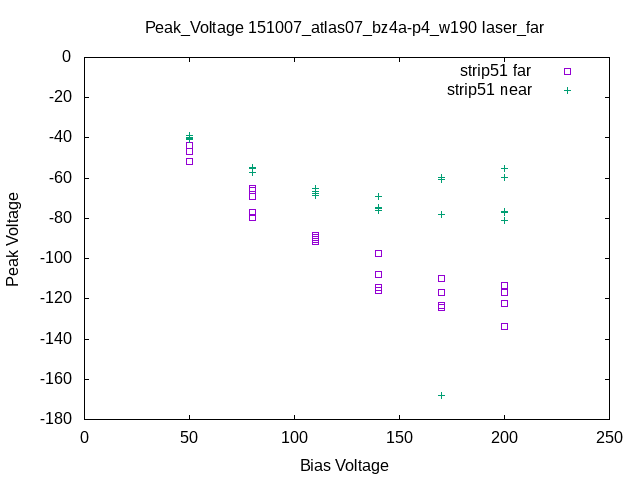 Peak_Voltage 151007_atlas07_bz4a-p4_w190 laser_far
strip51 far
strip51 near
0
-20
-40
-60
-80
-100
-120
-140
-160
-180
Peak Voltage
0 50 100 150 200 250
Bias Voltage